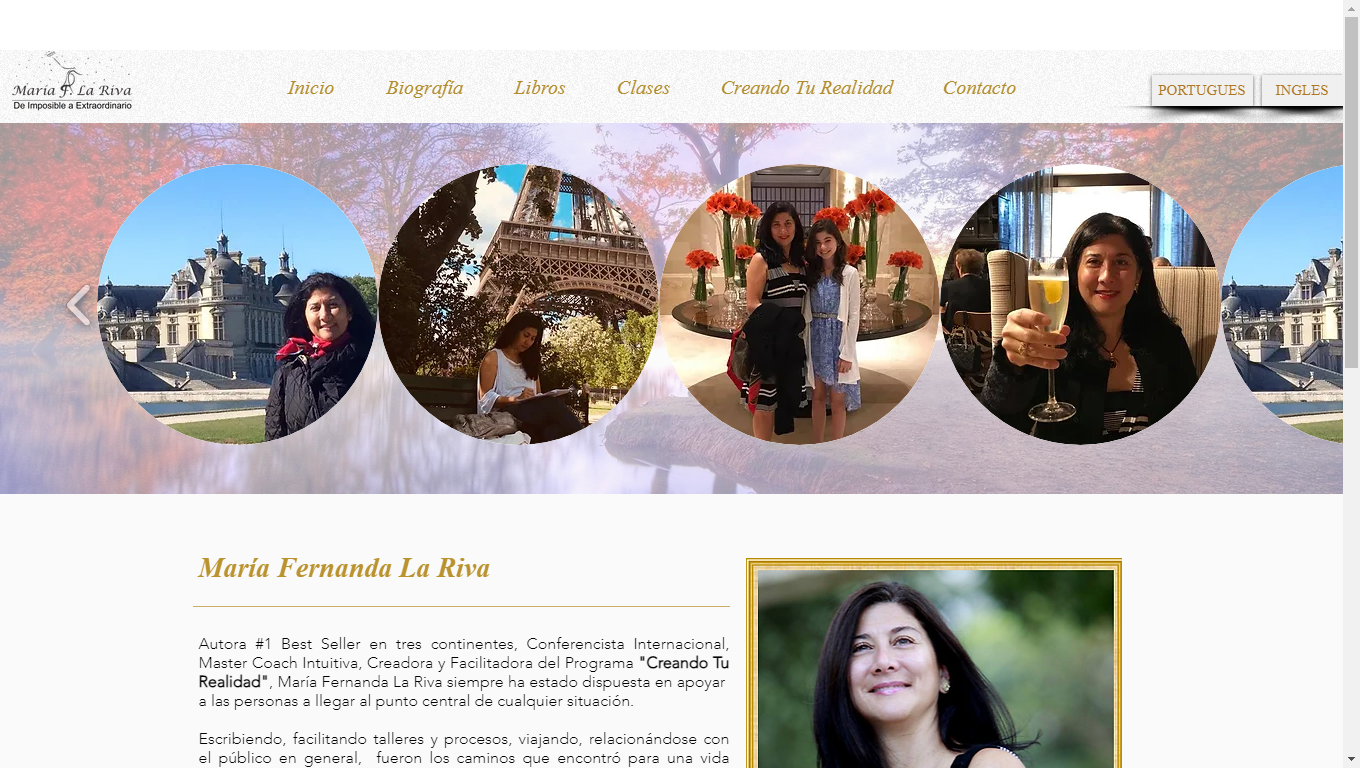 María F. La Riva
De Imposible a Extraordinario
Inicio
Biografía
Libros
Clases
Creando Tu Realidad
Contacto
PORTUGUES
INGLES
María Fernanda La Riva
Autora #1 Best Seller en tres continentes, Conferencista Internacional,
Master Coach Intuitiva, Creadora y Facilitadora del Programa "Creando Tu
Realidad", María Fernanda La Riva siempre ha estado dispuesta en apoyar
a las personas a llegar al punto central de cualquier situación.
Escribiendo, facilitando talleres y procesos, viajando, relacionándose con
el público en general, fueron los caminos que encontró para una vida